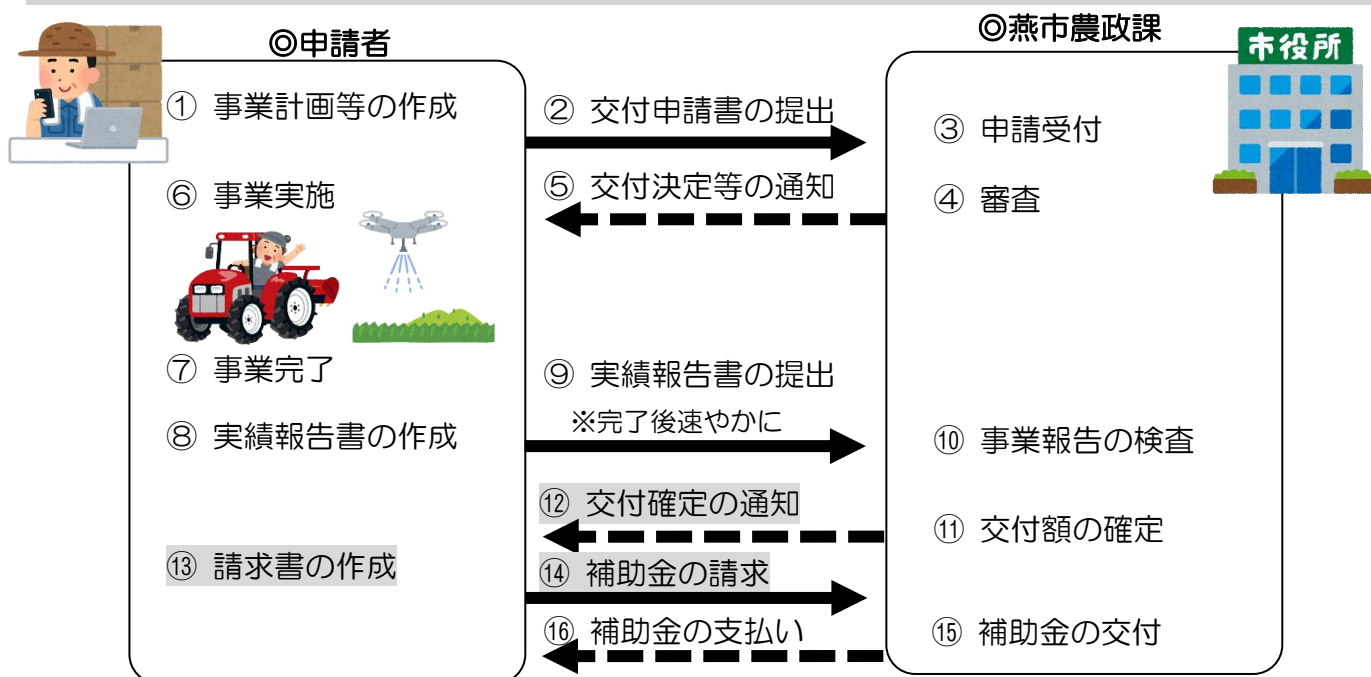 ◎申請者
◎燕市農政課
市役所
① 事業計画等の作成
② 交付申請書の提出
③ 申請受付
④ 審査
⑤ 交付決定等の通知
⑥ 事業実施
⑦ 事業完了
⑧ 実績報告書の作成
⑨ 実績報告書の提出
※完了後速やかに
⑩ 事業報告の検査
⑪ 交付額の確定
⑫ 交付確定の通知
⑬ 請求書の作成
⑭ 補助金の請求
⑮ 補助金の交付
⑯ 補助金の支払い